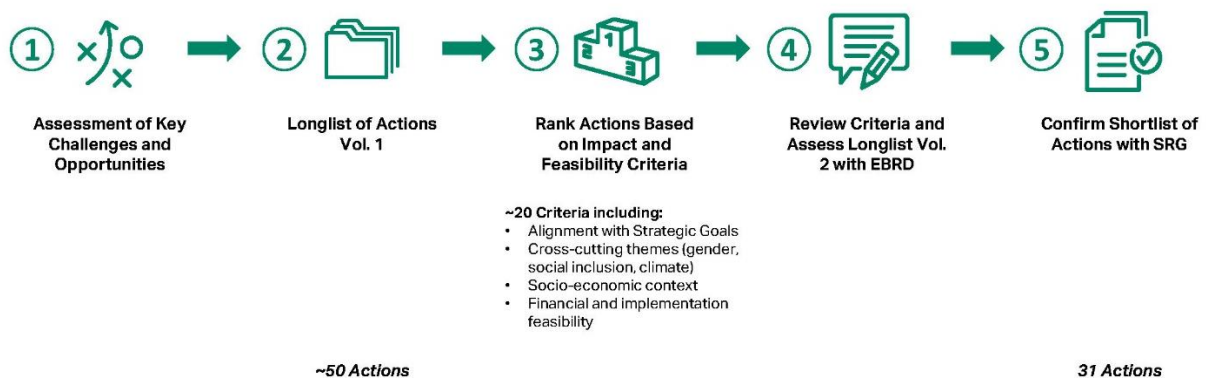 1
2
3
4
5
Assessment of Key
Challenges and
Opportunities
Longlist of Actions
Vol. 1
Rank Actions Based
on Impact and
Feasibility Criteria
Review Criteria and
Assess Longlist Vol.
2 with EBRD
Confirm Shortlist of
Actions with SRG
~20 Criteria including:
• Alignment with Strategic Goals
• Cross-cutting themes (gender,
social inclusion, climate)
• Socio-economic context
• Financial and implementation
feasibility
~50 Actions
31 Actions